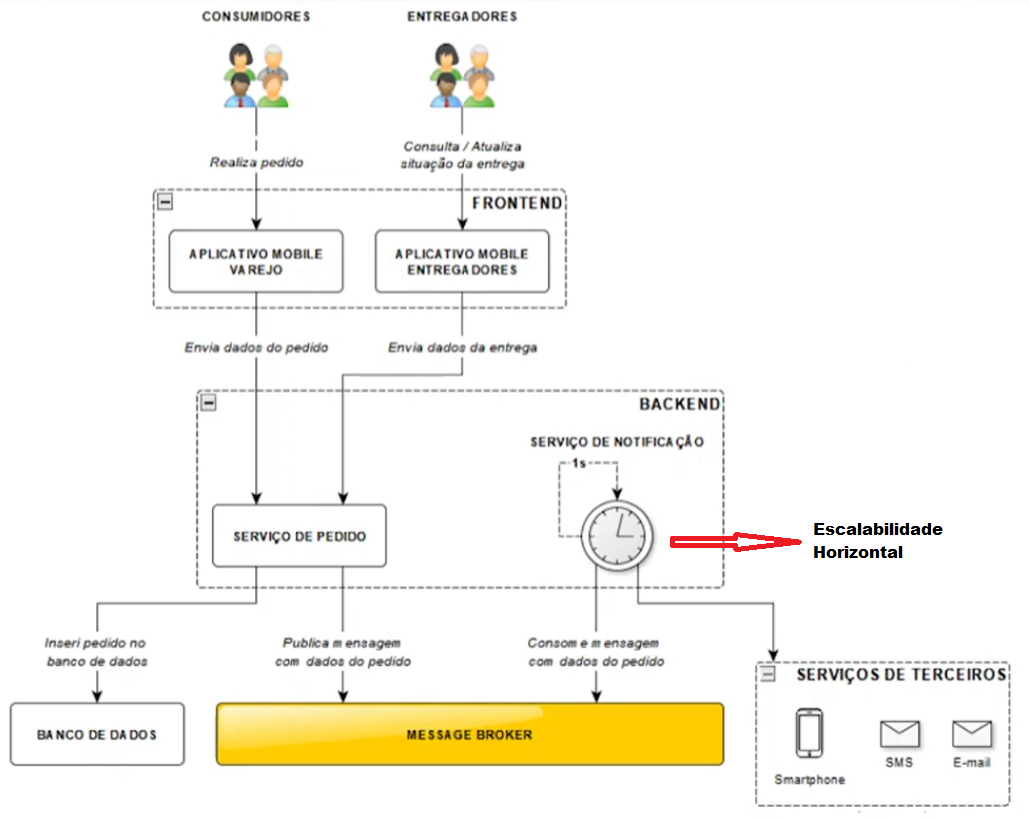 CONSUMIDORES
ENTREGADORES
Realiza pedido
Consulta / Atualiza
situação da entrega
FRONTEND
APLICATIVO MOBILE
VAREJO
APLICATIVO MOBILE
ENTREGADORES
Envia dados do pedido
Envia dados da entrega
BACKEND
SERVIÇO DE NOTIFICAÇÃO
1s
SERVIÇO DE PEDIDO
Escalabilidade
Horizontal
Inseri pedido no
banco de dados
Publica mensagem
com dados do pedido
Consome mensagem
com dados do pedido
SERVIÇOS DE TERCEIROS
BANCO DE DADOS
MESSAGE BROKER
Smartphone
SMS
E-mail